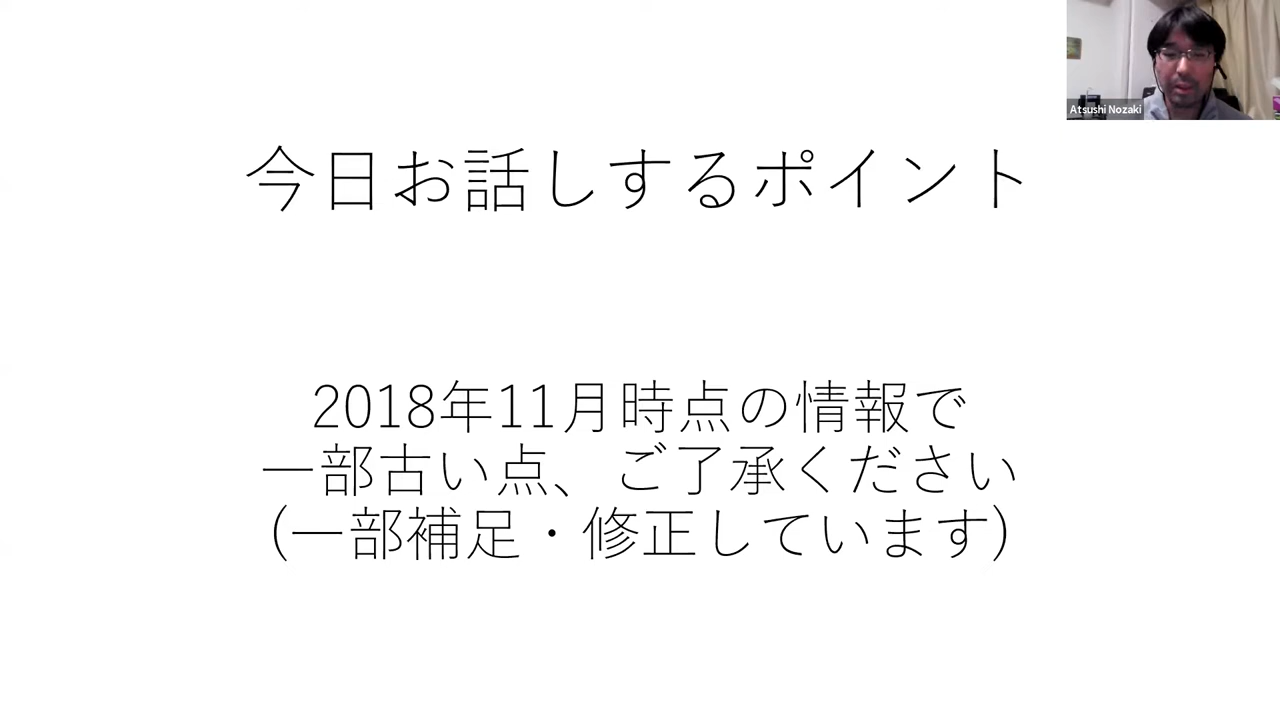 今日お話しするポイント
2018年11月時点の情報で
一部古い点、ご了承ください
(一部補足・修正しています)
Atsushi Nozaki